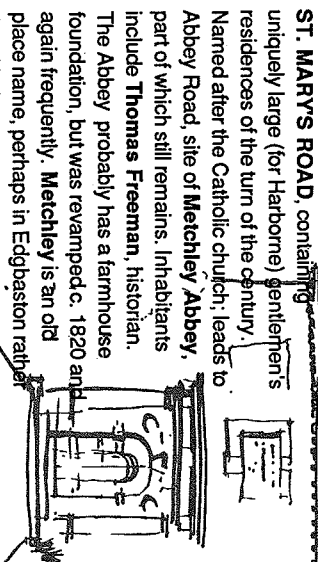 ST. MARY'S ROAD, containing
uniquely large (for Harborne) gentlemen's
residences of the turn of the century.
Named after the Catholic church; leads to
Abbey Road, site of Metchley Abbey,
part of which still remains. Inhabitants
include Thomas Freeman, historian.
The Abbey probably has a farmhouse
foundation, but was revamped c. 1820 and
again frequently. Metchley is an old
place name, perhaps in Edgbaston rather